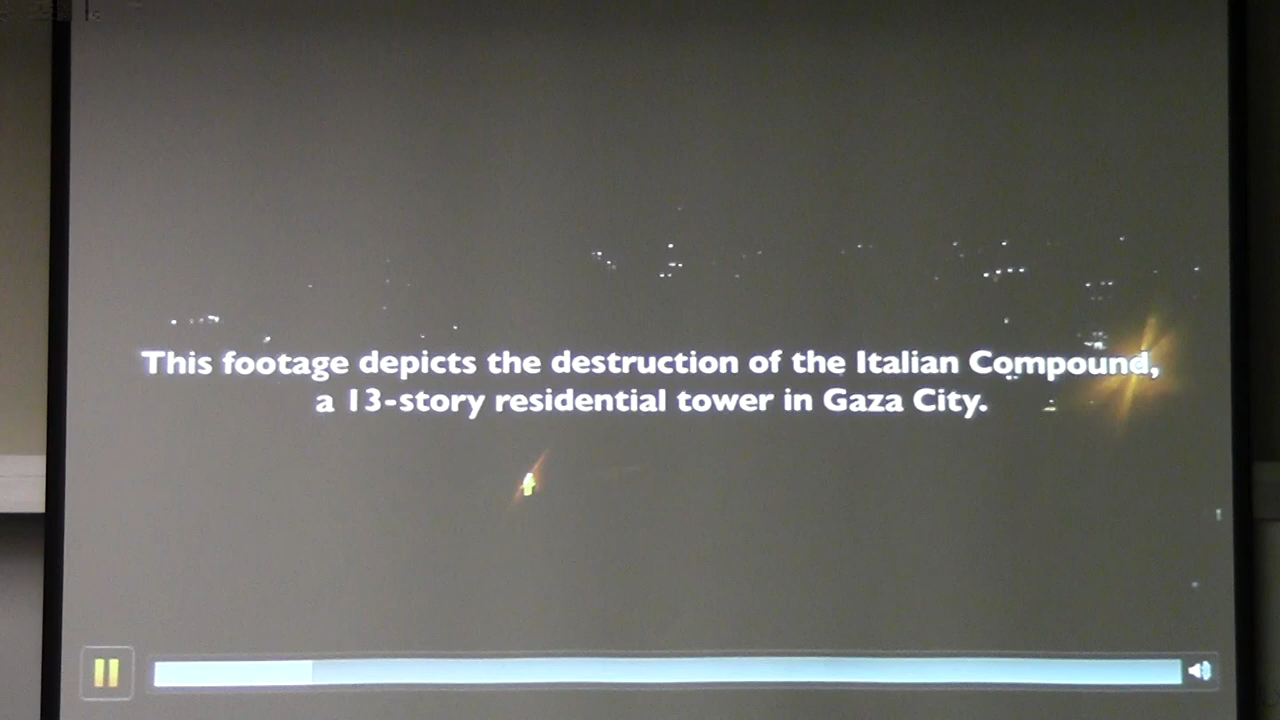 This footage depicts the destruction of the Italian Compound,
a 13-story residential tower in Gaza City.